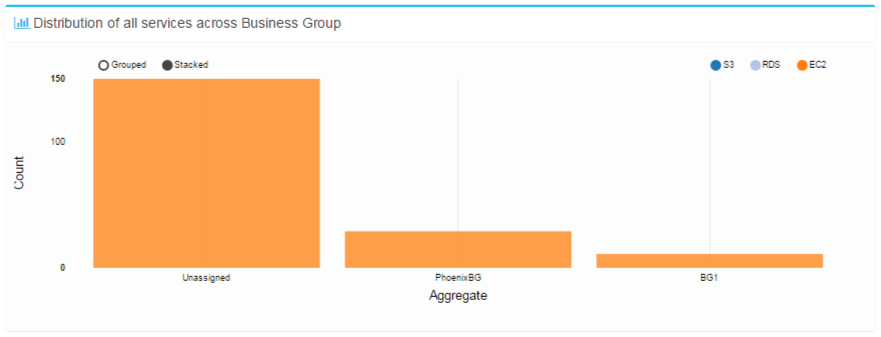 Distribution of all services across Business Group
Grouped Stacked S3 RDS EC2
150
100
Count
0
Unassigned PhoenixBG BG1
Aggregate